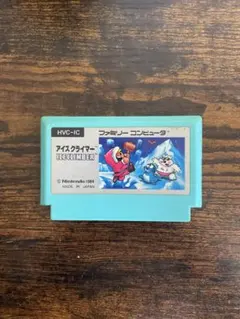 HVC-IC
ファミリー コンピュータ
アイスクライマー
ICE CLIMBER
© Nintendo 1984
MADE IN JAPAN